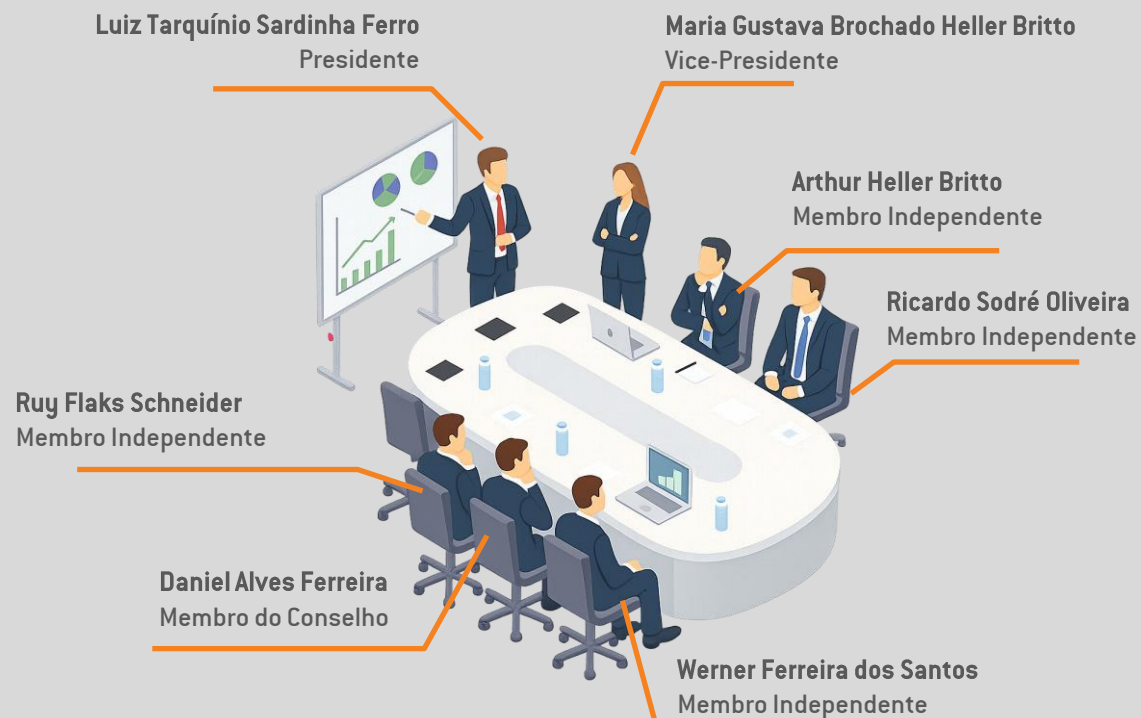 Luiz Tarquínio Sardinha Ferro
Presidente
Maria Gustava Brochado Heller Britto
Vice-Presidente
Arthur Heller Britto
Membro Independente
Ricardo Sodré Oliveira
Membro Independente
Ruy Flaks Schneider
Membro Independente
Daniel Alves Ferreira
Membro do Conselho
Werner Ferreira dos Santos
Membro Independente